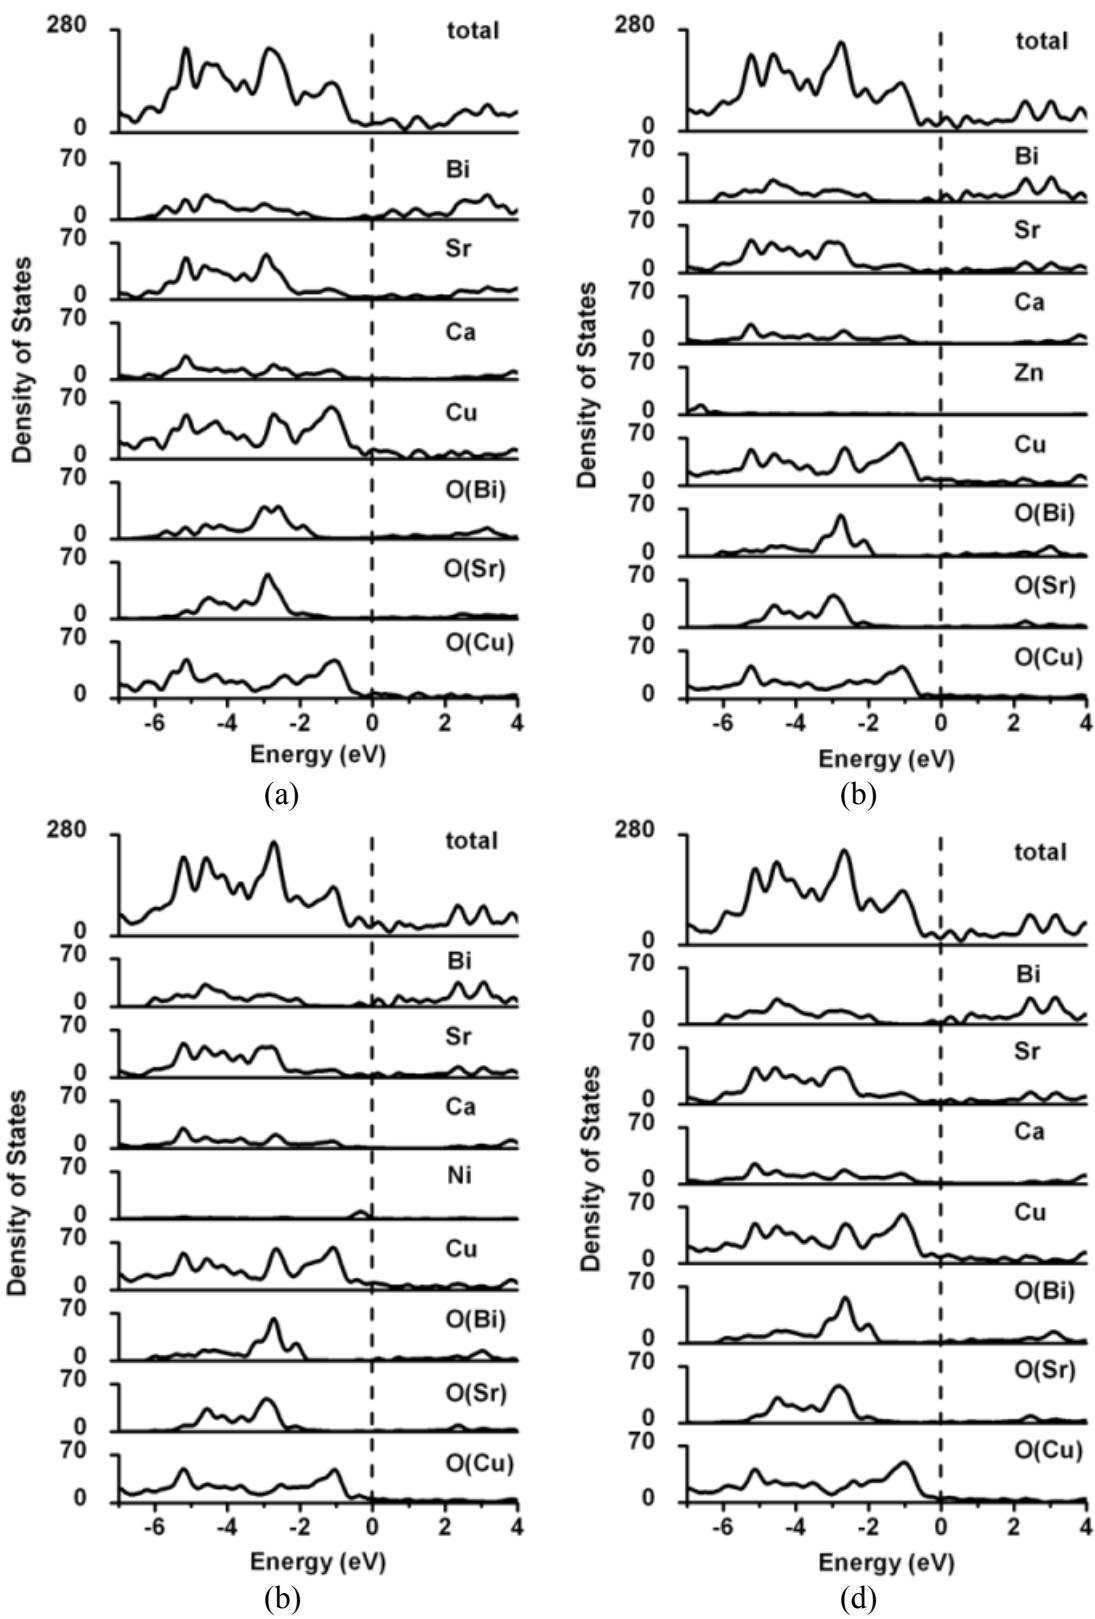 280
total
0
70
Bi
0
70
Sr
0
70
Ca
0
70
Cu
0
70
O(Bi)
0
70
O(Sr)
0
70
O(Cu)
0
Density of States
-6 -4 -2 0 2 4
Energy (eV)
(a)
280
total
0
70
Bi
0
70
Sr
0
70
Ca
0
70
Zn
0
70
Cu
0
70
O(Bi)
0
70
O(Sr)
0
70
O(Cu)
0
Density of States
-6 -4 -2 0 2 4
Energy (eV)
(b)
280
total
0
70
Bi
0
70
Sr
0
70
Ca
0
70
Ni
0
70
Cu
0
70
O(Bi)
0
70
O(Sr)
0
70
O(Cu)
0
Density of States
-6 -4 -2 0 2 4
Energy (eV)
(b)
280
total
0
70
Bi
0
70
Sr
0
70
Ca
0
70
Cu
0
70
O(Bi)
0
70
O(Sr)
0
70
O(Cu)
0
Density of States
-6 -4 -2 0 2 4
Energy (eV)
(d)